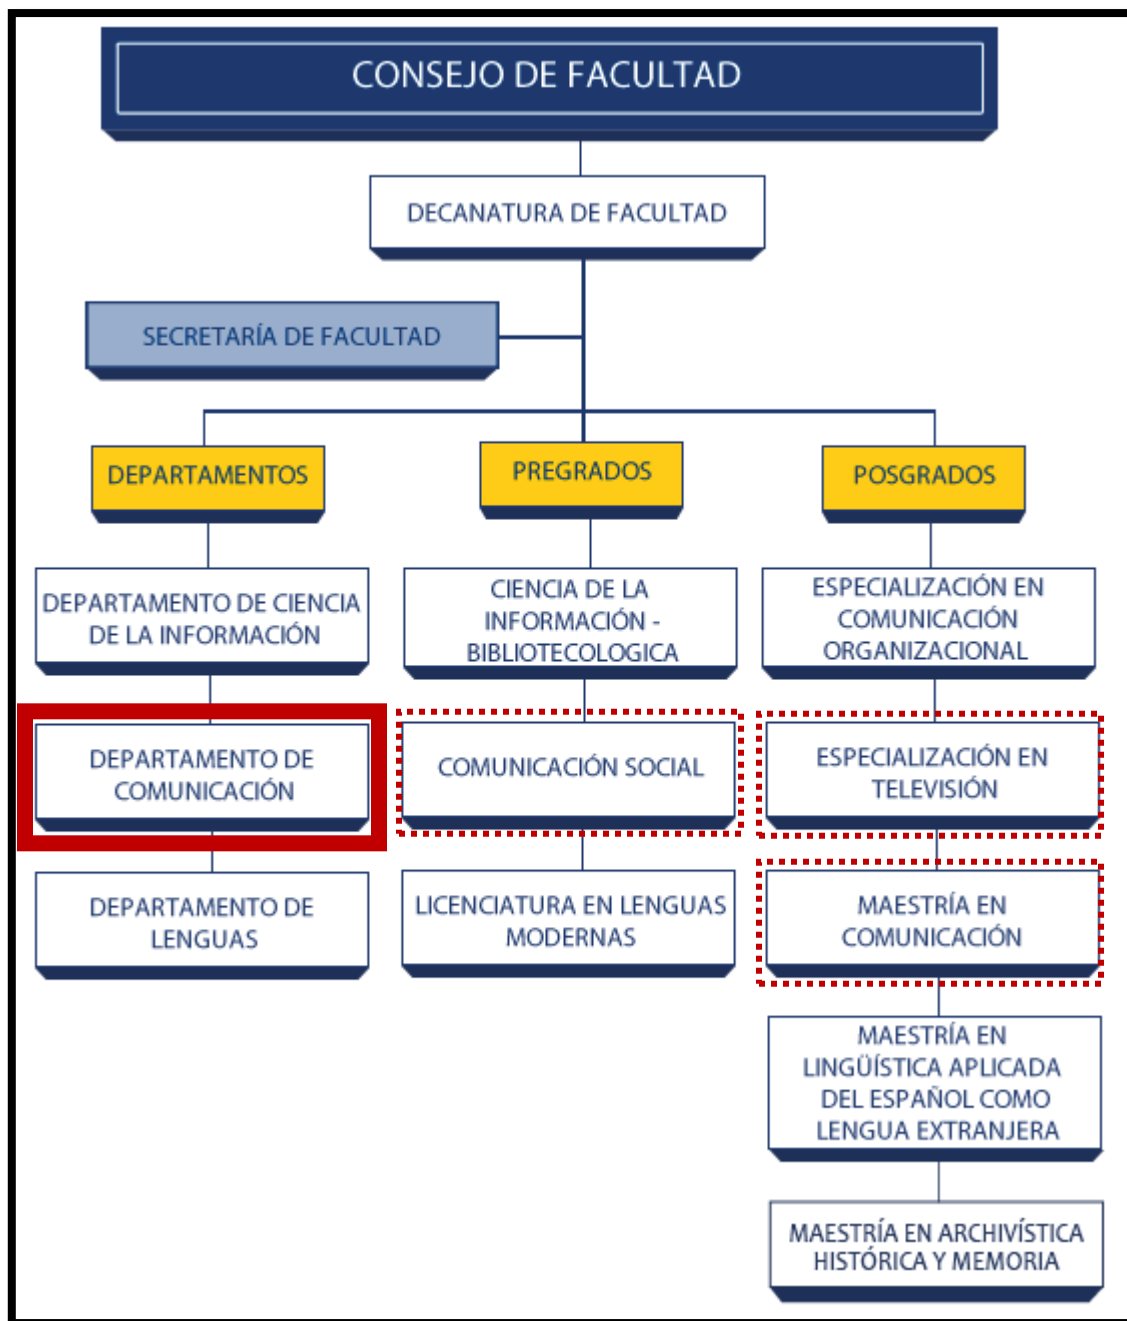 CONSEJO DE FACULTAD
DECANATURA DE FACULTAD
SECRETARÍA DE FACULTAD
DEPARTAMENTOS
DEPARTAMENTO DE CIENCIA
DE LA INFORMACIÓN
DEPARTAMENTO DE
COMUNICACIÓN
DEPARTAMENTO DE
LENGUAS
PREGRADOS
CIENCIA DE LA
INFORMACIÓN -
BIBLIOTECOLOGICA
COMUNICACIÓN SOCIAL
LICENCIATURA EN LENGUAS
MODERNAS
POSGRADOS
ESPECIALIZACIÓN EN
COMUNICACIÓN
ORGANIZACIONAL
ESPECIALIZACIÓN EN
TELEVISIÓN
MAESTRÍA EN
COMUNICACIÓN
MAESTRÍA EN
LINGÜÍSTICA APLICADA
DEL ESPAÑOL COMO
LENGUA EXTRANJERA
MAESTRÍA EN ARCHIVÍSTICA
HISTÓRICA Y MEMORIA